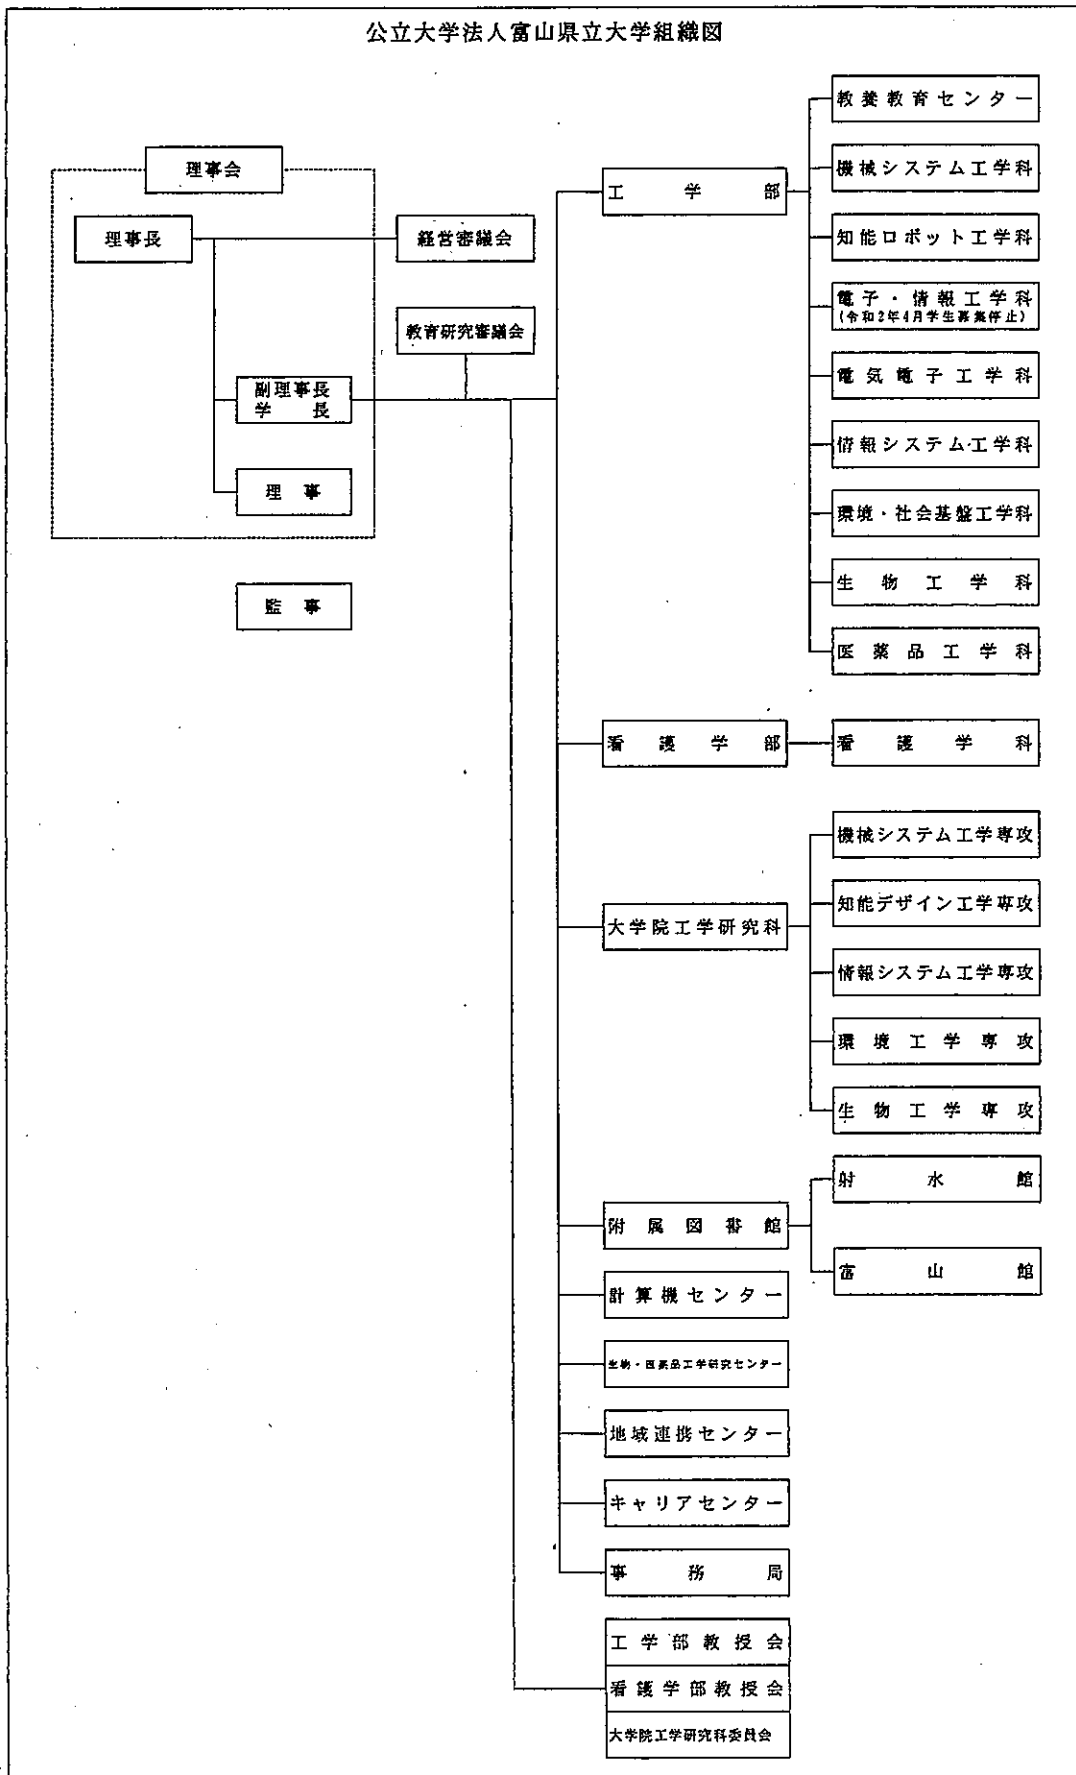 公立大学法人富山県立大学組織図
理事会
理事長
経営審議会
教育研究審議会
副理事長
学長
理事
監事
工学部
教養教育センター
機械システム工学科
知能ロボット工学科
電子・情報工学科
(令和2年4月学生募集停止)
電気電子工学科
情報システム工学科
環境・社会基盤工学科
生物工学科
医薬品工学科
看護学部
看護学科
大学院工学研究科
機械システム工学専攻
知能デザイン工学専攻
情報システム工学専攻
環境工学専攻
生物工学専攻
附属図書館
射水館
富山館
計算機センター
生物・医薬品工学研究センター
地域連携センター
キャリアセンター
事務局
工学部教授会
看護学部教授会
大学院工学研究科委員会